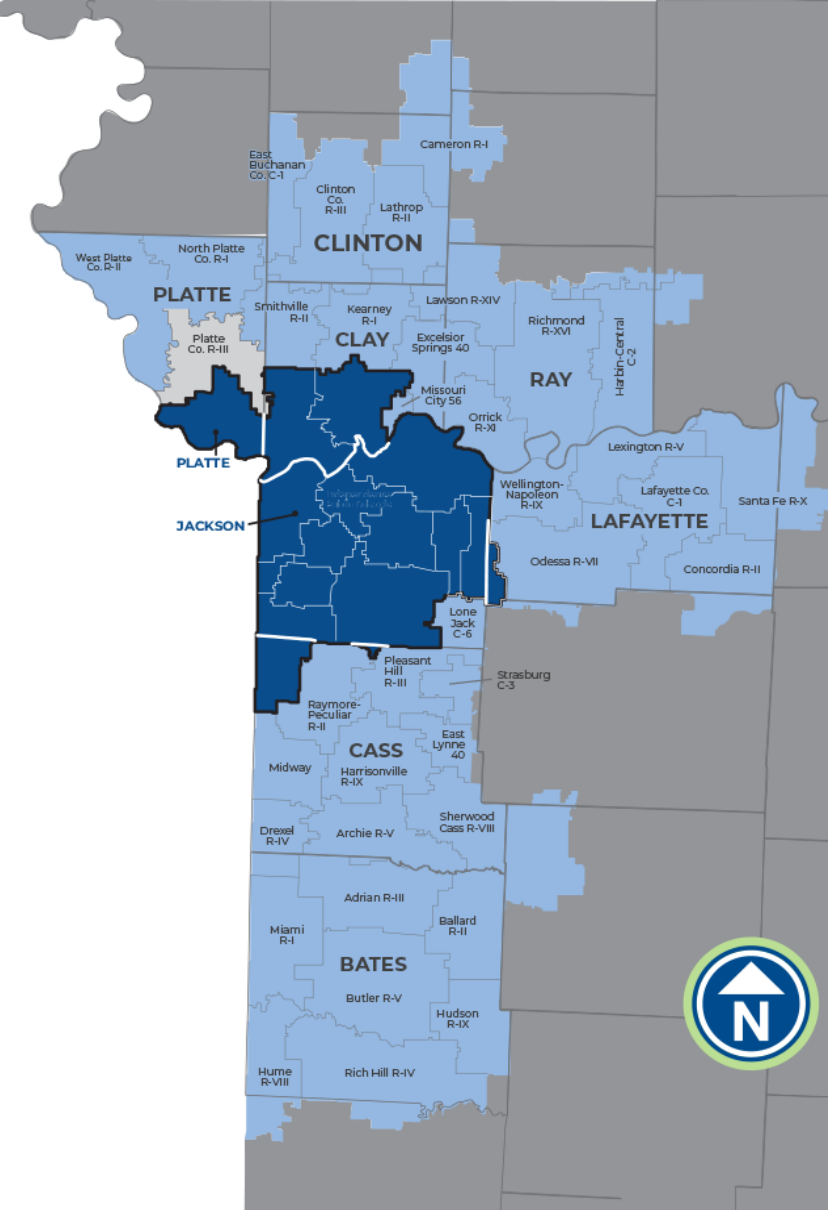 Cameron R-I
East
Buchanan
Co. C-1
Clinton
Co.
R-III
Lathrop
R-II
CLINTON
North Platte
Co. R-I
West Platte
Co. R-II
PLATTE
Smithville
R-II
Kearney
R-I
Lawson R-XIV
CLAY
Excelsior
Springs 40
Richmond
R-XVI
Harbin-Central
C-2
Platte
Co. R-III
RAY
Missouri
City 56
Orrick
R-XI
PLATTE
JACKSON
Lexington R-V
Wellington-
Napoleon
R-IX
Lafayette Co.
C-1
Santa Fe R-X
LAFAYETTE
Odessa R-VII
Concordia R-II
Lone
Jack
C-6
Pleasant
Hill
R-III
Strasburg
C-3
Raymore-
Peculiar
R-II
East
Lynne
40
CASS
Midway
Harrisonville
R-IX
Sherwood
Cass R-VIII
Drexel
R-IV
Archie R-V
Adrian R-III
Ballard
R-II
Miami
R-I
BATES
Butler R-V
Hudson
R-IX
Hume
R-VIII
Rich Hill R-IV
N